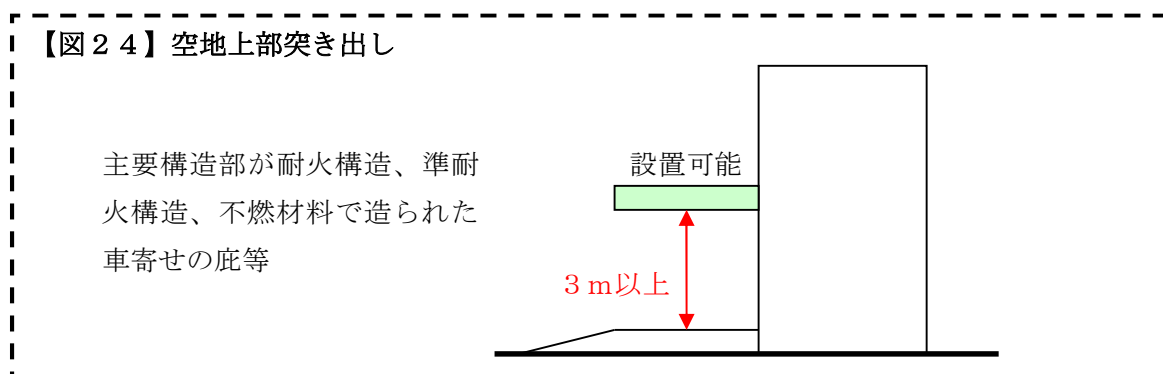 【図２４】空地上部突き出し
主要構造部が耐火構造、準耐
火構造、不燃材料で造られた
車寄せの庇等
設置可能
３ｍ以上